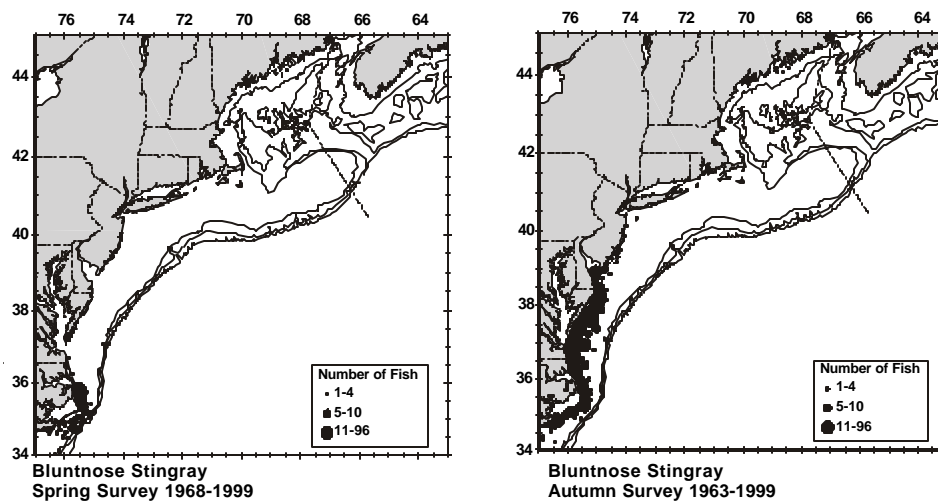 76 74 72 70 68 66 64
44
42
40
38
36
34
Number of Fish
1-4
5-10
11-96
Bluntnose Stingray
Spring Survey 1968-1999
76 74 72 70 68 66 64
44
42
40
38
36
34
Number of Fish
1-4
5-10
11-96
Bluntnose Stingray
Autumn Survey 1963-1999